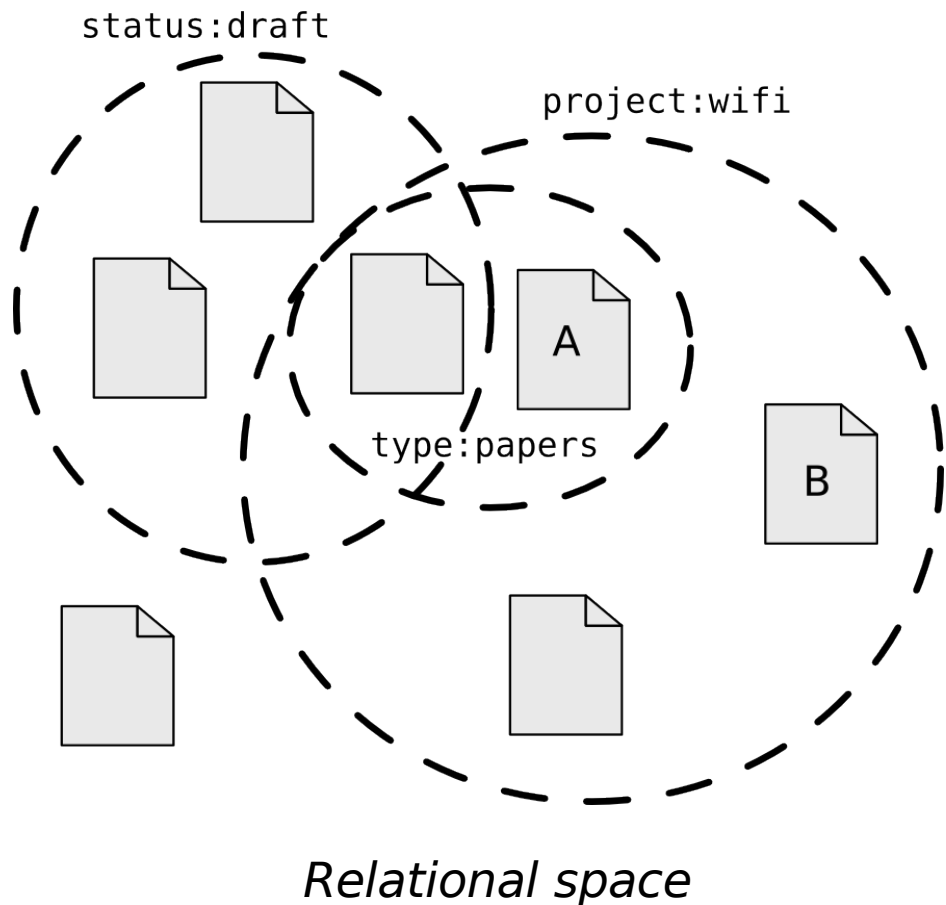 status:draft
project:wifi
A
type:papers
B
Relational space